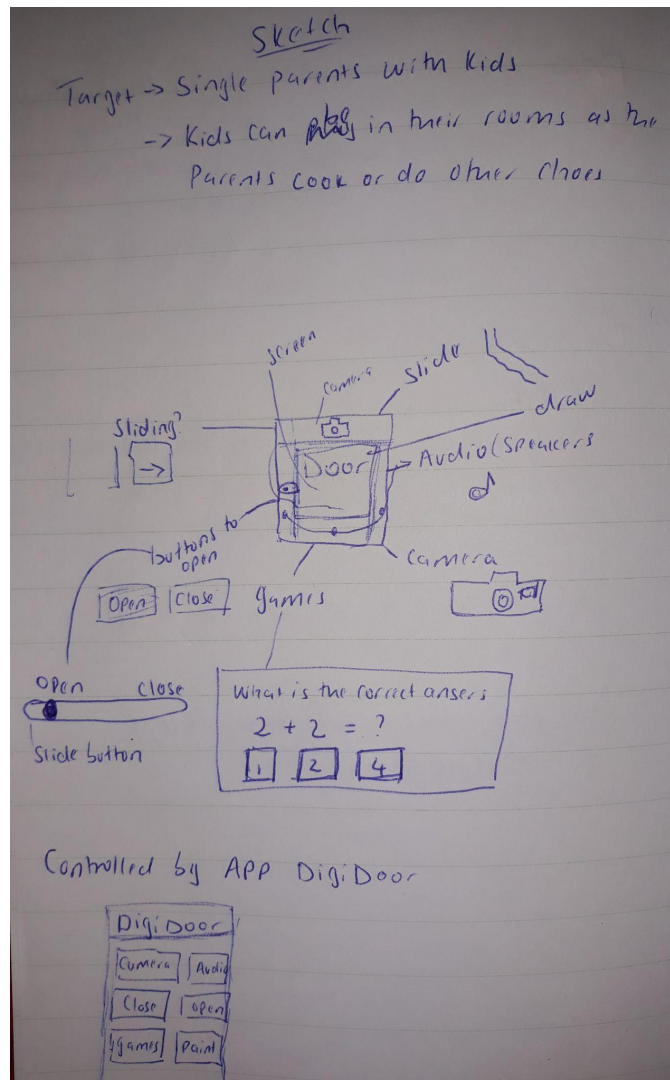 Sketch
Target -> Single Parents with Kids
-> Kids can play in their rooms as the
Parents cook or do other Choes
Screen
Camera
Slide
draw
Sliding?
Door
Audio/Speakers
buttons to
open
Camera
Open Close
games
Open Close
Slide button
What is the correct ansers
2 + 2 = ?
1 2 4
Controlled by APP DigiDoor
DigiDoor
Camera Audio
Close Open
games Paint